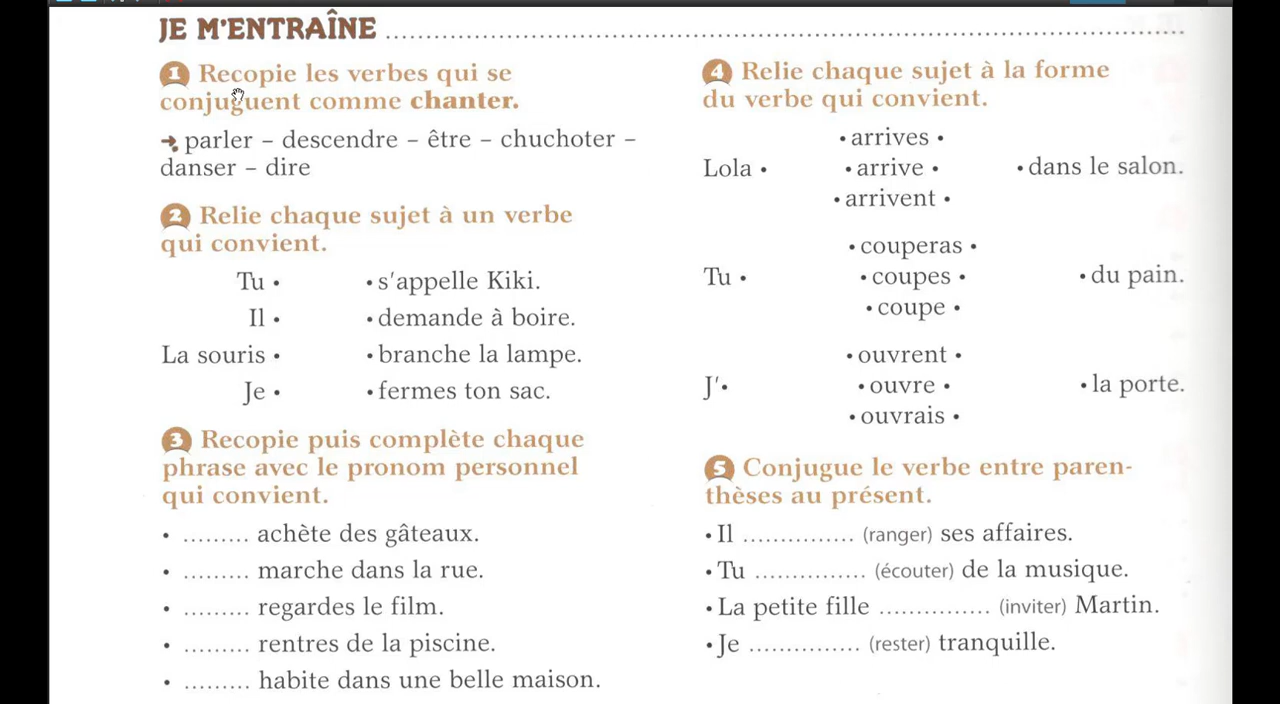 JE M'ENTRAÎNE ........................................................................................................
1 Recopie les verbes qui se
conjuguent comme chanter.
➜ parler – descendre – être – chuchoter –
danser – dire
2 Relie chaque sujet à un verbe
qui convient.
Tu • • s'appelle Kiki.
Il • • demande à boire.
La souris • • branche la lampe.
Je • • fermes ton sac.
3 Recopie puis complète chaque
phrase avec le pronom personnel
qui convient.
• ......... achète des gâteaux.
• ......... marche dans la rue.
• ......... regardes le film.
• ......... rentres de la piscine.
• ......... habite dans une belle maison.
4 Relie chaque sujet à la forme
du verbe qui convient.
• arrives •
Lola • • arrive • • dans le salon.
• arrivent •
• couperas •
Tu • • coupes • • du pain.
• coupe •
• ouvrent •
J'• • ouvre • • la porte.
• ouvrais •
5 Conjugue le verbe entre paren-
thèses au présent.
• Il ............... (ranger) ses affaires.
• Tu ............... (écouter) de la musique.
• La petite fille ............... (inviter) Martin.
• Je ............... (rester) tranquille.